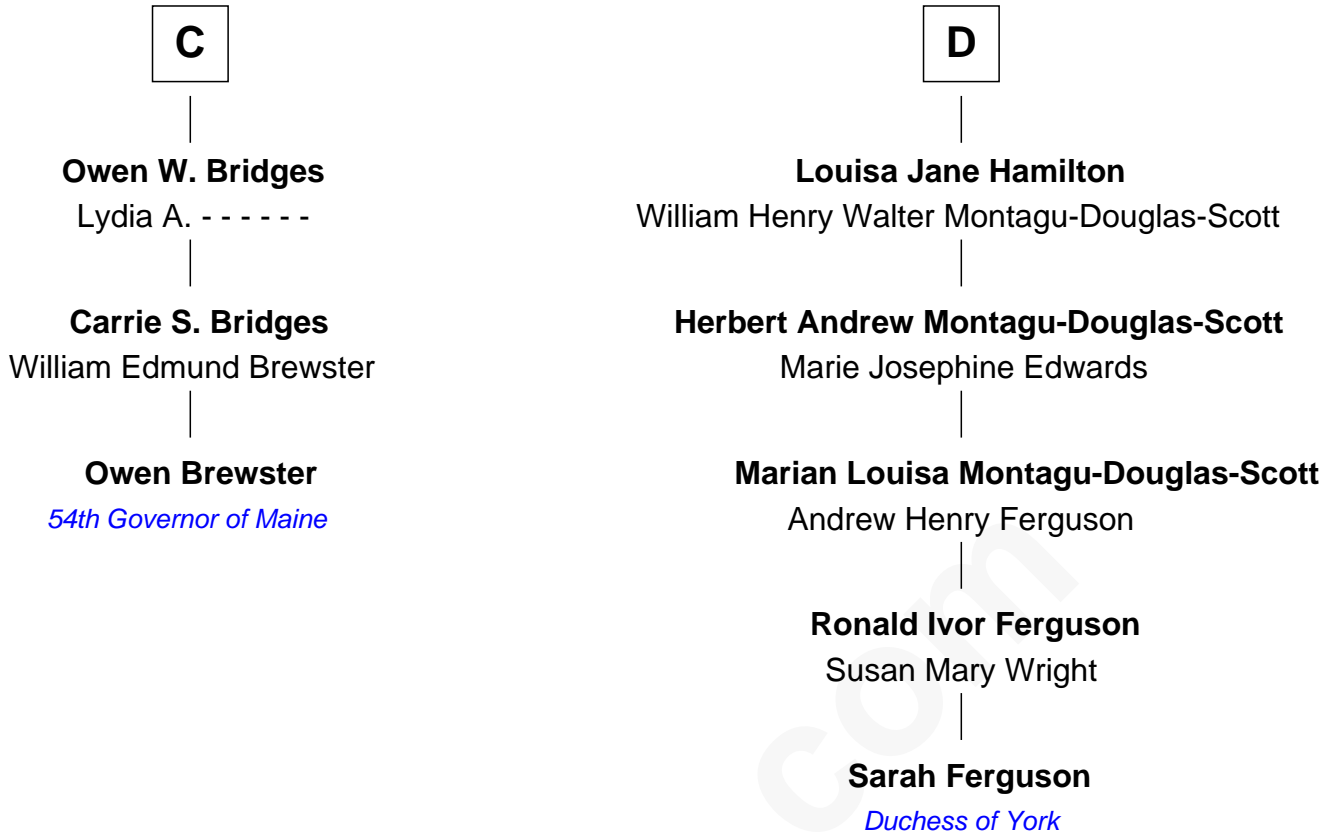 C
Owen W. Bridges
Lydia A. - - - - - -
Carrie S. Bridges
William Edmund Brewster
Owen Brewster
54th Governor of Maine
D
Louisa Jane Hamilton
William Henry Walter Montagu-Douglas-Scott
Herbert Andrew Montagu-Douglas-Scott
Marie Josephine Edwards
Marian Louisa Montagu-Douglas-Scott
Andrew Henry Ferguson
Ronald Ivor Ferguson
Susan Mary Wright
Sarah Ferguson
Duchess of York
com